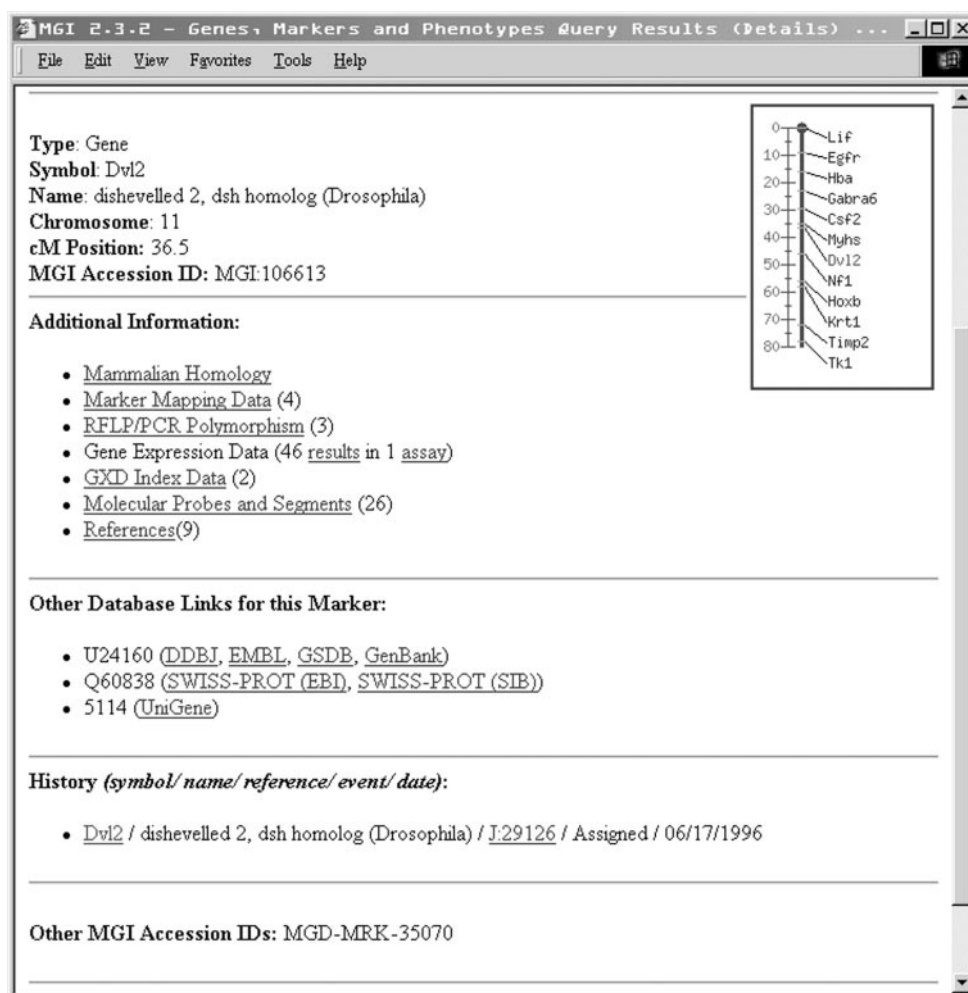 MGI 2.3.2 - Genes, Markers and Phenotypes Query Results (Details) ...
File Edit View Favorites Tools Help
Type: Gene
Symbol: Dvl2
Name: dishevelled 2, dsh homolog (Drosophila)
Chromosome: 11
cM Position: 36.5
MGI Accession ID: MGI:106613
0
10
20
30
40
50
60
70
80
Lif
Egfr
Hba
Gabra6
Csf2
Myhs
Dvl2
Nf1
Hoxb
Krt1
Timp2
Tk1
Additional Information:
• Mammalian Homology
• Marker Mapping Data (4)
• RFLP/PCR Polymorphism (3)
• Gene Expression Data (46 results in 1 assay)
• GXD Index Data (2)
• Molecular Probes and Segments (26)
• References(9)
Other Database Links for this Marker:
• U24160 (DDBJ, EMBL, GSDB, GenBank)
• Q60838 (SWISS-PROT (EBI), SWISS-PROT (SIB))
• 5114 (UniGene)
History (symbol/name/reference/event/date):
• Dvl2 / dishevelled 2, dsh homolog (Drosophila) / J:29126 / Assigned / 06/17/1996
Other MGI Accession IDs: MGD-MRK-35070